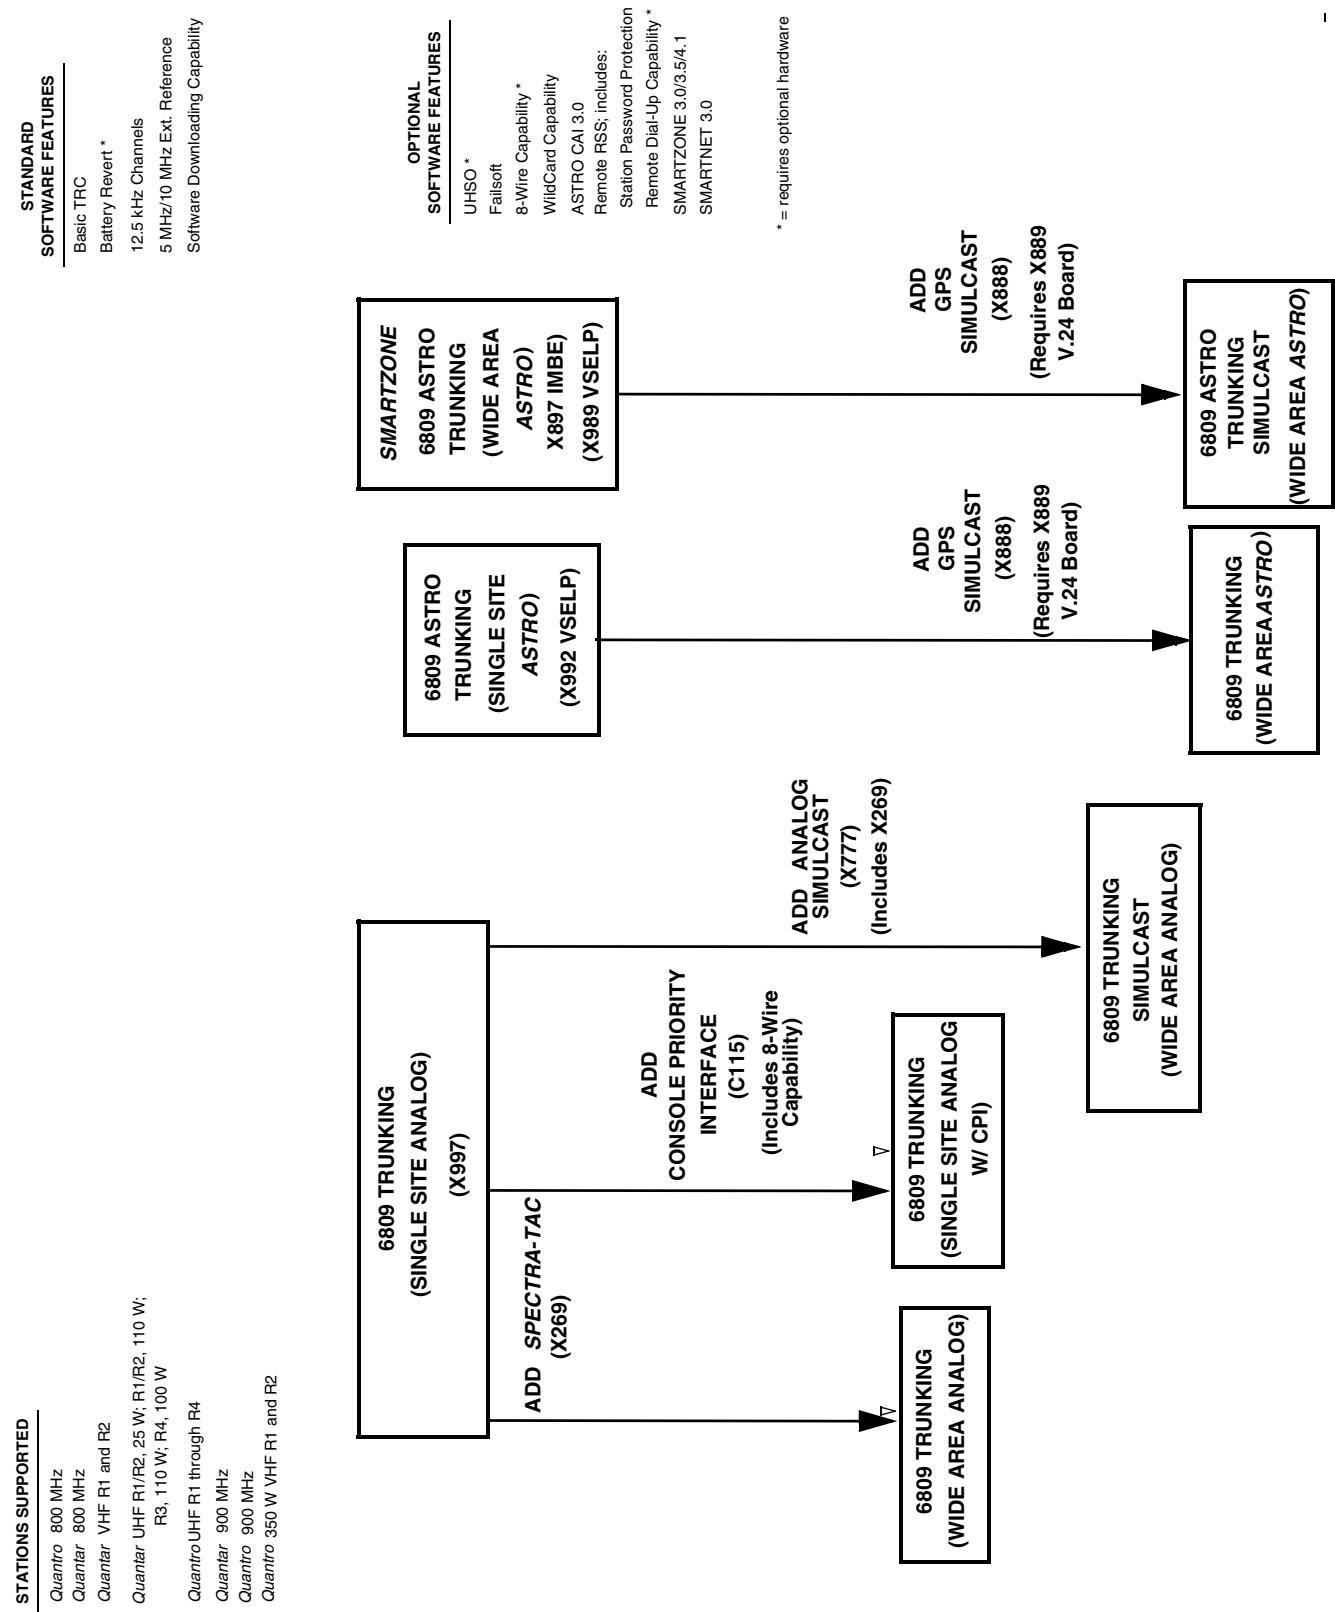 STATIONS SUPPORTED
Quantro 800 MHz
Quantar 800 MHz
Quantar VHF R1 and R2
Quantar UHF R1/R2, 25 W; R1/R2, 110 W;
R3, 110 W; R4, 100 W
Quantro UHF R1 through R4
Quantar 900 MHz
Quantro 900 MHz
Quantro 350 W VHF R1 and R2
STANDARD
SOFTWARE FEATURES
Basic TRC
Battery Revert *
12.5 kHz Channels
5 MHz/10 MHz Ext. Reference
Software Downloading Capability
OPTIONAL
SOFTWARE FEATURES
UHSO *
Failsoft
8-Wire Capability *
WildCard Capability
ASTRO CAI 3.0
Remote RSS; includes:
Station Password Protection
Remote Dial-Up Capability *
SMARTZONE 3.0/3.5/4.1
SMARTNET 3.0
* = requires optional hardware
6809 TRUNKING
(SINGLE SITE ANALOG)
(X997)
ADD SPECTRA-TAC
(X269)
6809 TRUNKING
(WIDE AREA ANALOG)
ADD
CONSOLE PRIORITY
INTERFACE
(C115)
(Includes 8-Wire
Capability)
6809 TRUNKING
(SINGLE SITE ANALOG
W/ CPI)
ADD ANALOG
SIMULCAST
(X777)
(Includes X269)
6809 TRUNKING
SIMULCAST
(WIDE AREA ANALOG)
6809 ASTRO
TRUNKING
(SINGLE SITE
ASTRO)
(X992 VSELP)
ADD
GPS
SIMULCAST
(X888)
(Requires X889
V.24 Board)
6809 TRUNKING
(WIDE AREA ASTRO)
SMARTZONE
6809 ASTRO
TRUNKING
(WIDE AREA
ASTRO)
X897 IMBE)
(X989 VSELP)
ADD
GPS
SIMULCAST
(X888)
(Requires X889
V.24 Board)
6809 ASTRO
TRUNKING
SIMULCAST
(WIDE AREA ASTRO)